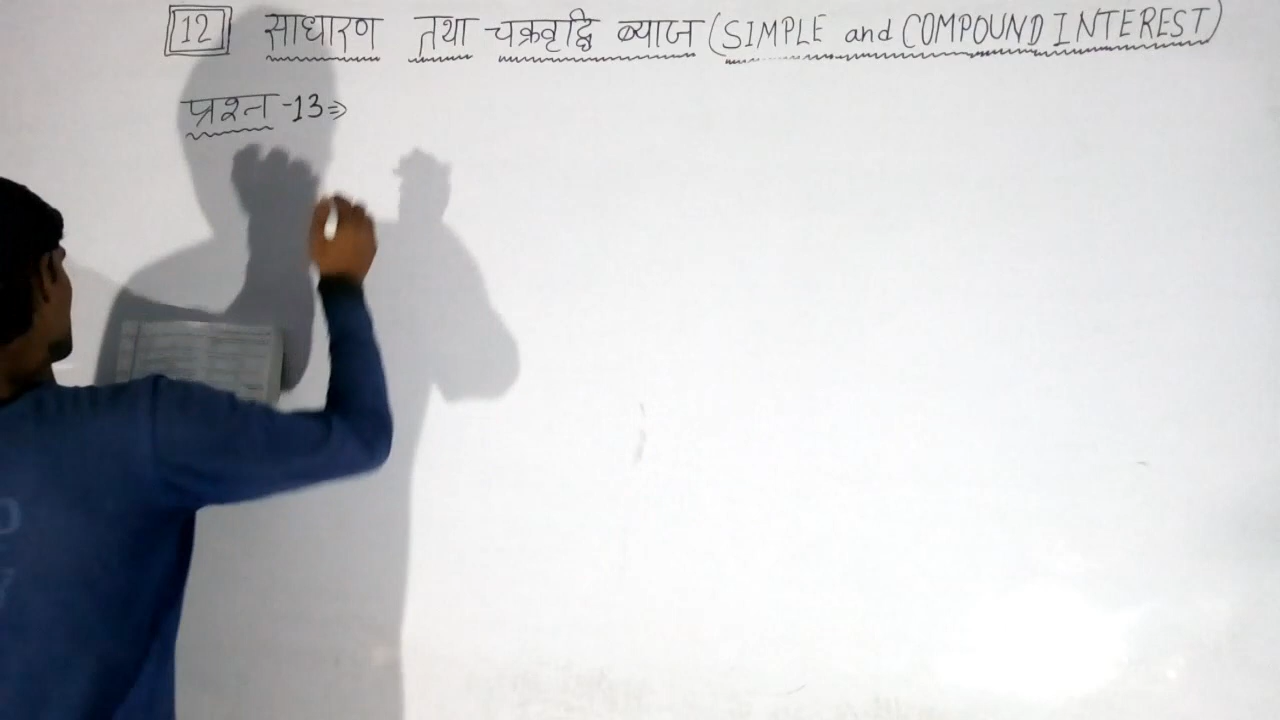 12 साधारण तथा चक्रवृद्धि ब्याज (SIMPLE and COMPOUND INTEREST)
प्रश्न-13⇒